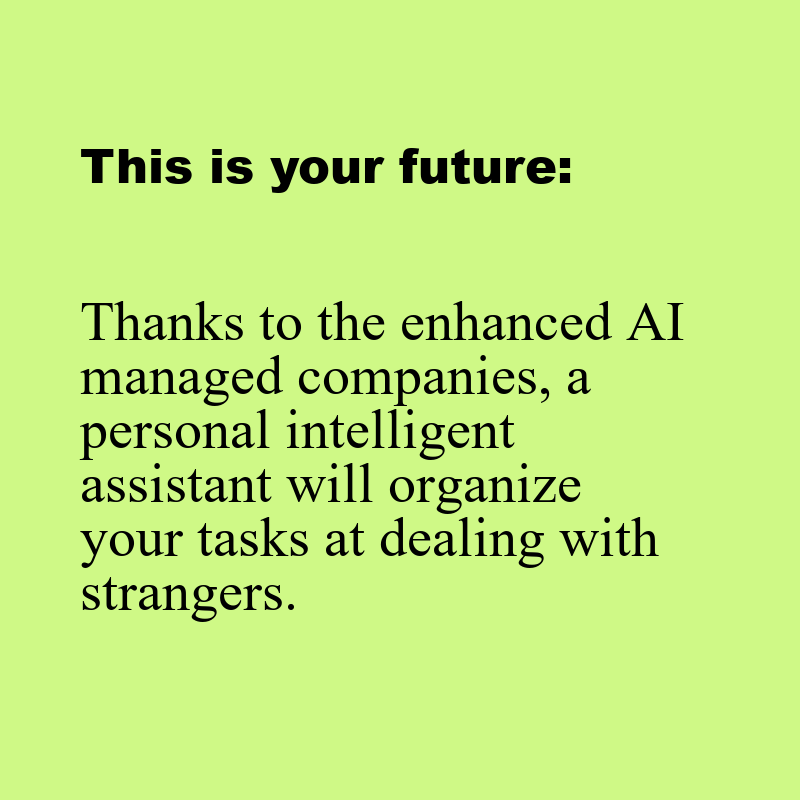 This is your future:
Thanks to the enhanced AI
managed companies, a
personal intelligent
assistant will organize
your tasks at dealing with
strangers.